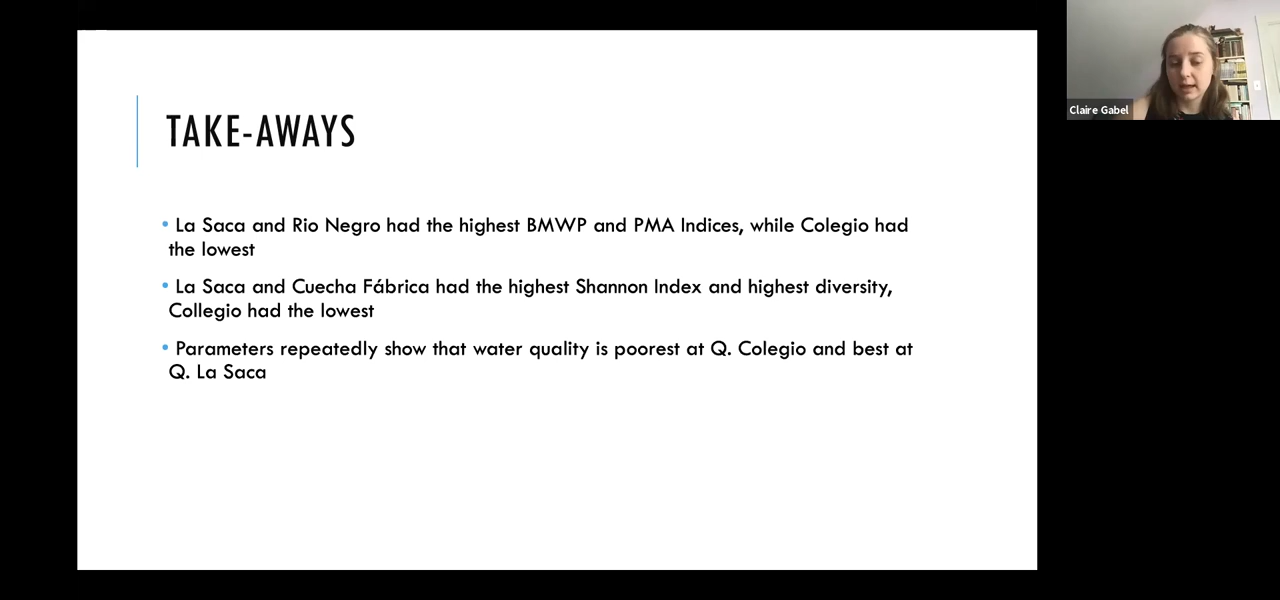 TAKE-AWAYS
• La Saca and Rio Negro had the highest BMWP and PMA Indices, while Colegio had
the lowest
• La Saca and Cuecha Fábrica had the highest Shannon Index and highest diversity,
Collegio had the lowest
• Parameters repeatedly show that water quality is poorest at Q. Colegio and best at
Q. La Saca
Claire Gabel